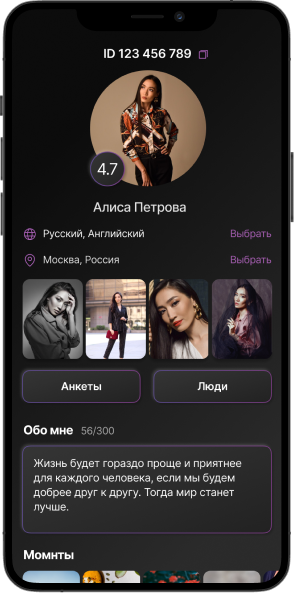 ID 123 456 789
4.7
Алиса Петрова
Русский, Английский Выбрать
Москва, Россия Выбрать
Анкеты Люди
Обо мне 56/300
Жизнь будет гораздо проще и приятнее
для каждого человека, если мы будем
добрее друг к другу. Тогда мир станет
лучше.
Момнты